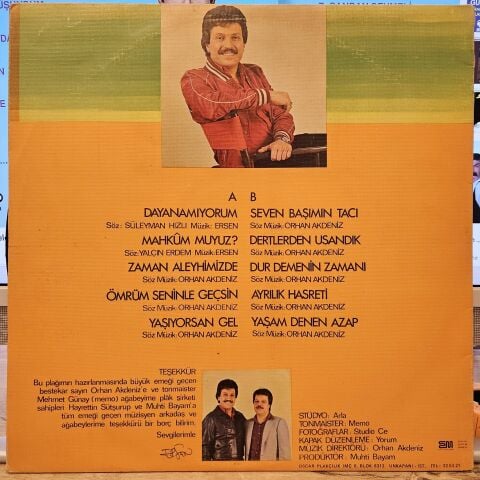 A B
DAYANAMIYORUM
Söz: SÜLEYMAN HIZLI Müzik: ERSEN
MAHKÛM MUYUZ?
Söz: YALÇIN ERDEM Müzik: ERSEN
ZAMAN ALEYHİMİZDE
Söz Müzik: ORHAN AKDENİZ
ÖMRÜM SENİNLE GEÇSİN
Söz Müzik: ORHAN AKDENİZ
YAŞIYORSAN GEL
Söz Müzik: ORHAN AKDENİZ
SEVEN BAŞIMIN TACI
Söz Müzik: ORHAN AKDENİZ
DERTLERDEN USANDIK
Söz Müzik: ORHAN AKDENİZ
DUR DEMENİN ZAMANI
Söz Müzik: ORHAN AKDENİZ
AYRILIK HASRETİ
Söz Müzik: ORHAN AKDENİZ
YAŞAM DENEN AZAP
Söz Müzik: ORHAN AKDENİZ
TEŞEKKÜR
Bu plağımın hazırlanmasında büyük emeği geçen
bestekar sayın Orhan Akdeniz'e ve tonmaister
Mehmet Günay (memo) ağabeyime plâk şirketi
sahipleri Hayrettin Sütşurup ve Muhti Bayam'a
tüm emeği geçen müzisyen arkadaş ve
ağabeylerime teşekkürü bir borç bilirim.
Sevgilerimle
STÜDYO: Arla
TONMAISTER: Memo
FOTOĞRAFLAR: Studio Ce
KAPAK DÜZENLEME: Yorum
MÜZİK DİREKTÖRÜ: Orhan Akdeniz
PRODÜKTÖR: Muhti Bayam